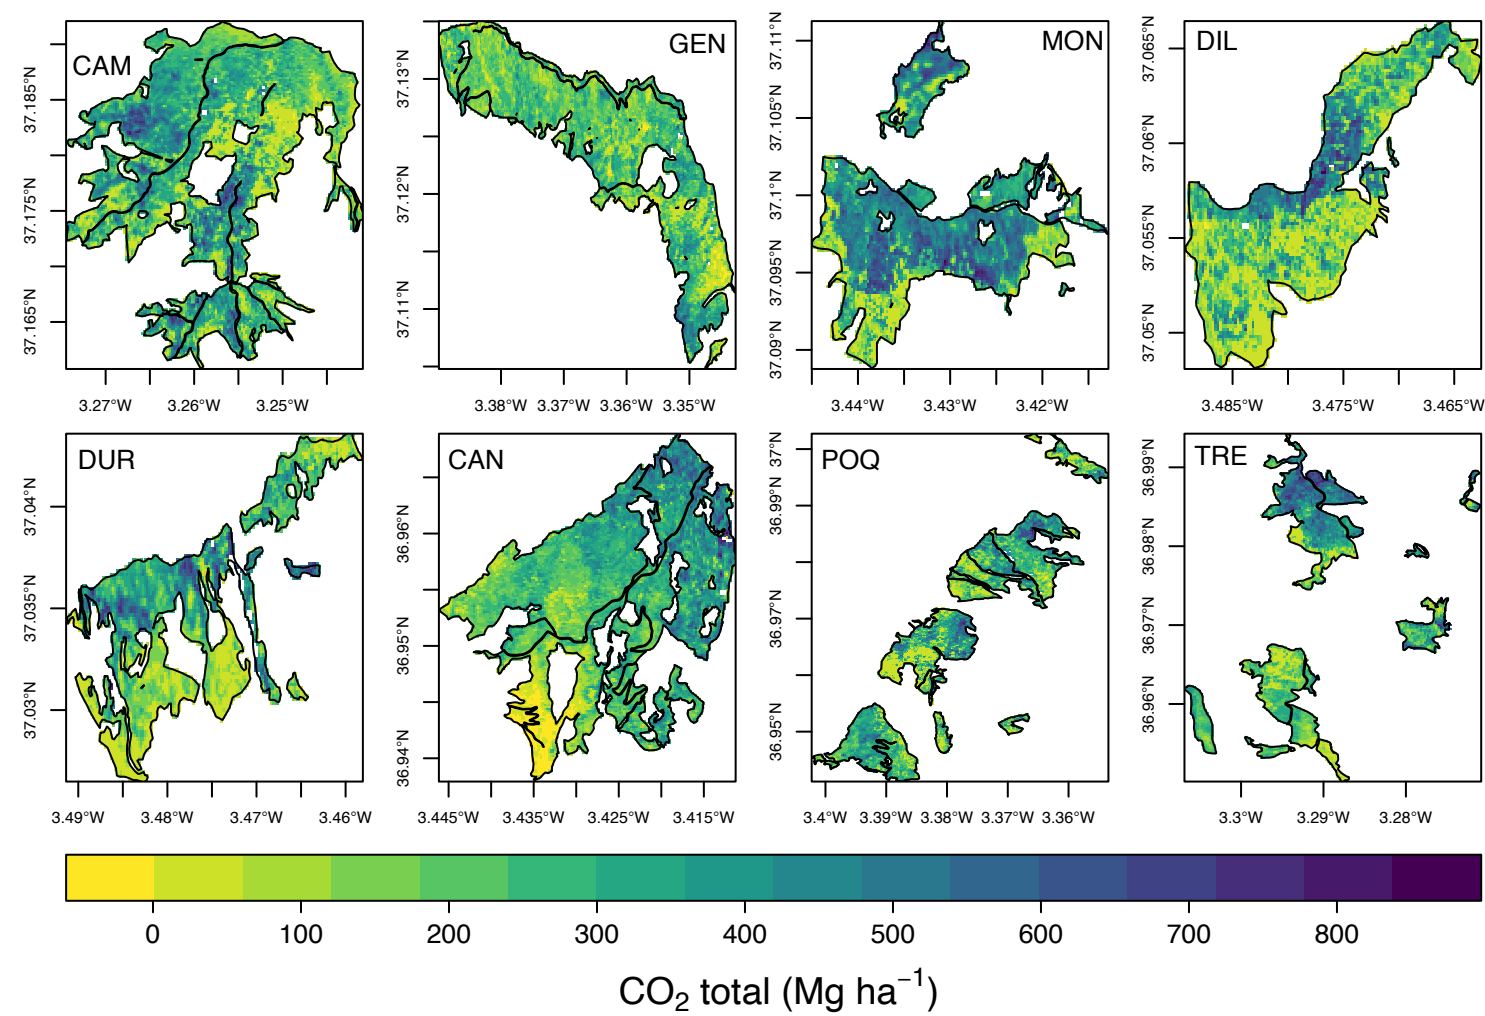 CAM
37.185°N
37.175°N
37.165°N
3.27°W 3.26°W 3.25°W
GEN
37.13°N
37.12°N
37.11°N
3.38°W 3.37°W 3.36°W 3.35°W
MON
37.11°N
37.105°N
37.1°N
37.095°N
37.09°N
3.44°W 3.43°W 3.42°W
DIL
37.065°N
37.06°N
37.055°N
37.05°N
3.485°W 3.475°W 3.465°W
DUR
37.04°N
37.035°N
37.03°N
3.49°W 3.48°W 3.47°W 3.46°W
CAN
36.96°N
36.95°N
36.94°N
3.445°W 3.435°W 3.425°W 3.415°W
POQ
37°N
36.99°N
36.97°N
36.95°N
3.4°W 3.39°W 3.38°W 3.37°W 3.36°W
TRE
36.99°N
36.98°N
36.97°N
36.96°N
3.3°W 3.29°W 3.28°W
0 100 200 300 400 500 600 700 800
CO₂ total (Mg ha⁻¹)